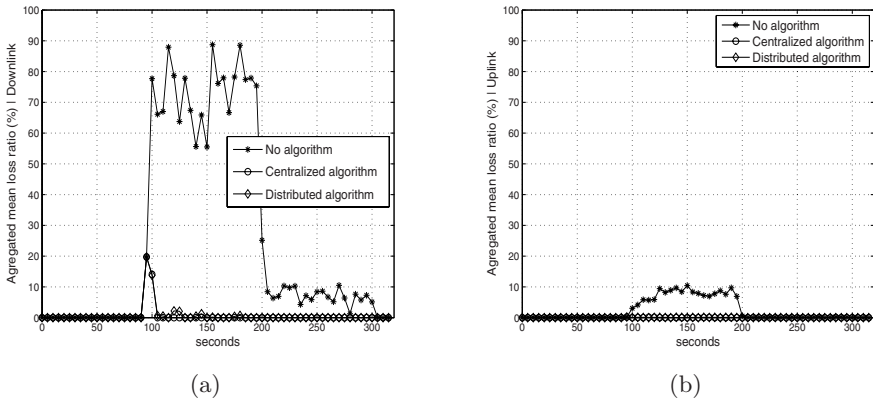 100
90
80
70
60
50
40
30
20
10
0
Agregated mean loss ratio (%) | Downlink
No algorithm
Centralized algorithm
Distributed algorithm
0 50 100 150 200 250 300
seconds
(a)
100
90
80
70
60
50
40
30
20
10
0
Agregated mean loss ratio (%) | Uplink
No algorithm
Centralized algorithm
Distributed algorithm
0 50 100 150 200 250 300
seconds
(b)